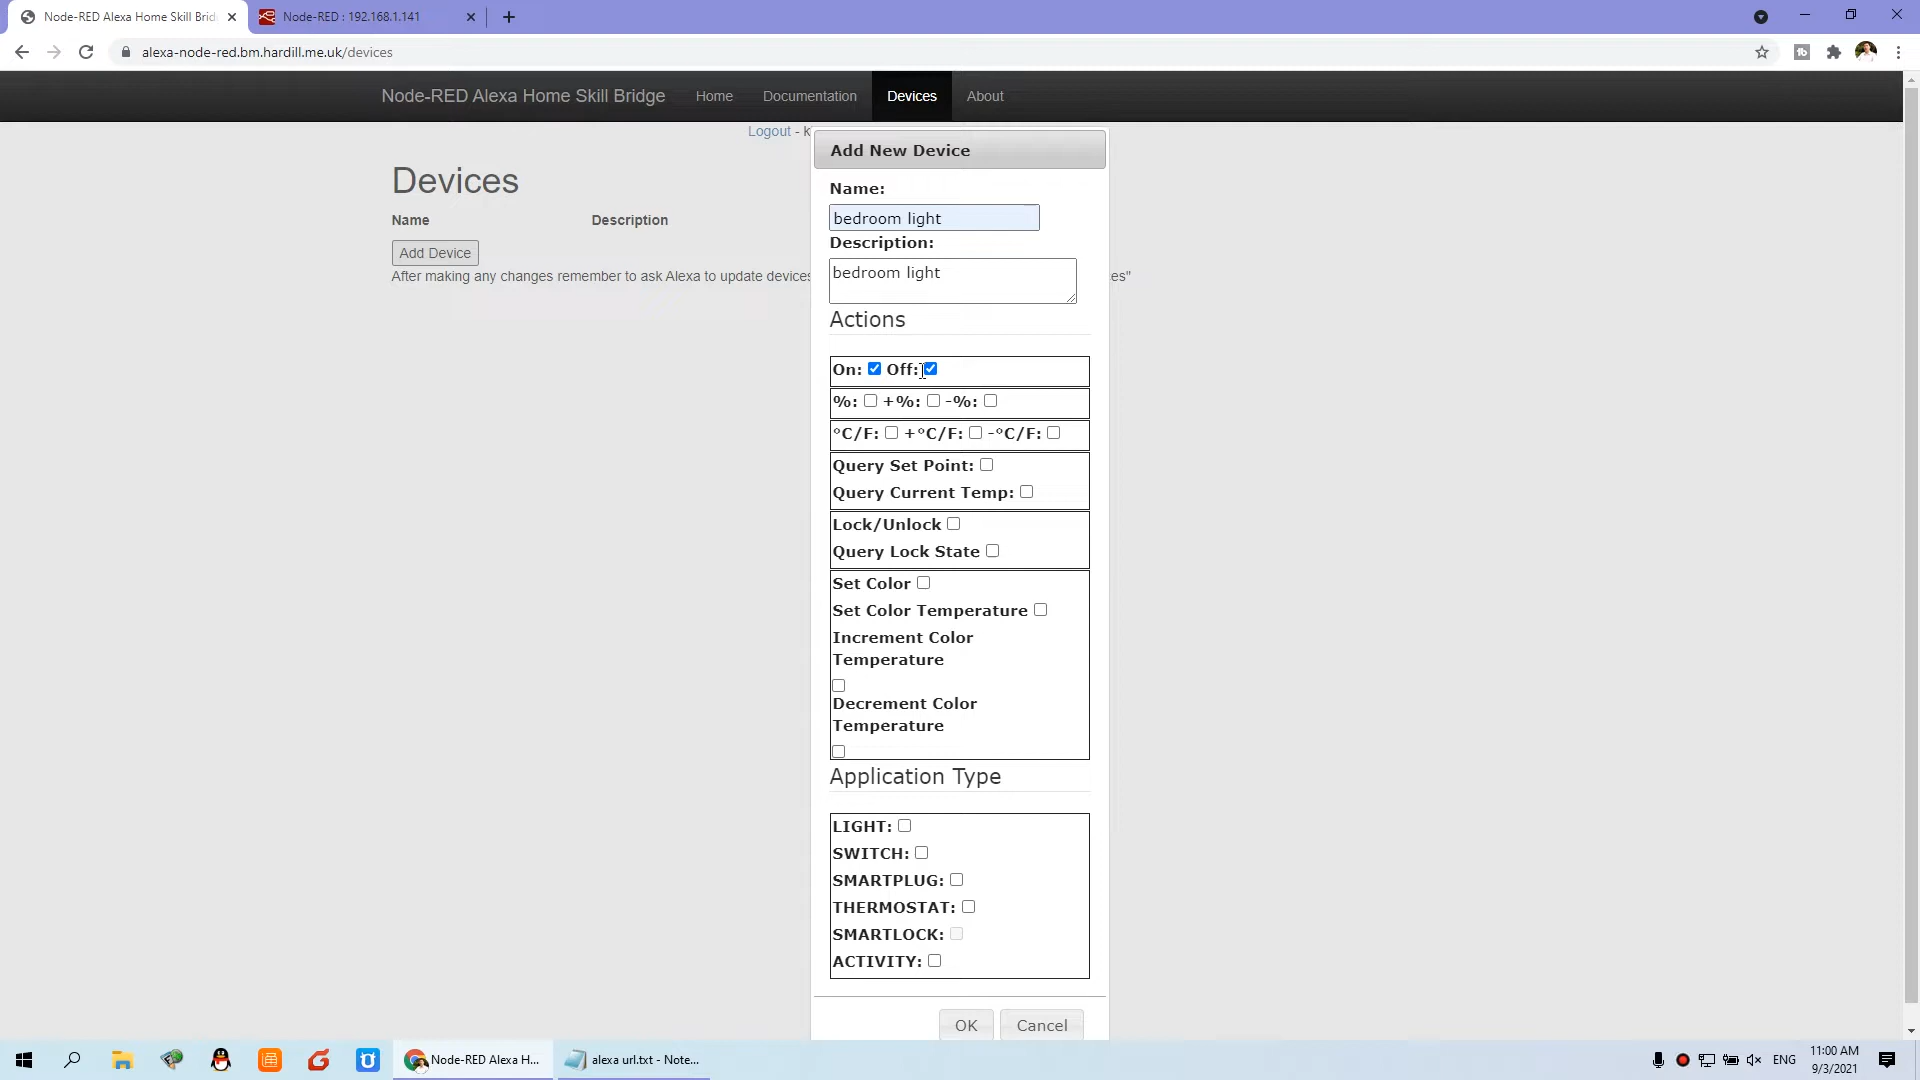 Node-RED Alexa Home Skill Brid
Node-RED : 192.168.1.141
alexa-node-red.bm.hardill.me.uk/devices
Node-RED Alexa Home Skill Bridge
Home
Documentation
Devices
About
Logout - k
Add New Device
Devices
Name:
bedroom light
Name
Description
Description:
Add Device
bedroom light
After making any changes remember to ask Alexa to update devices
es"
Actions
On: Off:
%: +%: -%:
°C/F: +°C/F: -°C/F:
Query Set Point:
Query Current Temp:
Lock/Unlock
Query Lock State
Set Color
Set Color Temperature
Increment Color
Temperature
Decrement Color
Temperature
Application Type
LIGHT:
SWITCH:
SMARTPLUG:
THERMOSTAT:
SMARTLOCK:
ACTIVITY:
OK
Cancel
Node-RED Alexa H...
alexa url.txt - Note...
ENG
11:00 AM
9/3/2021